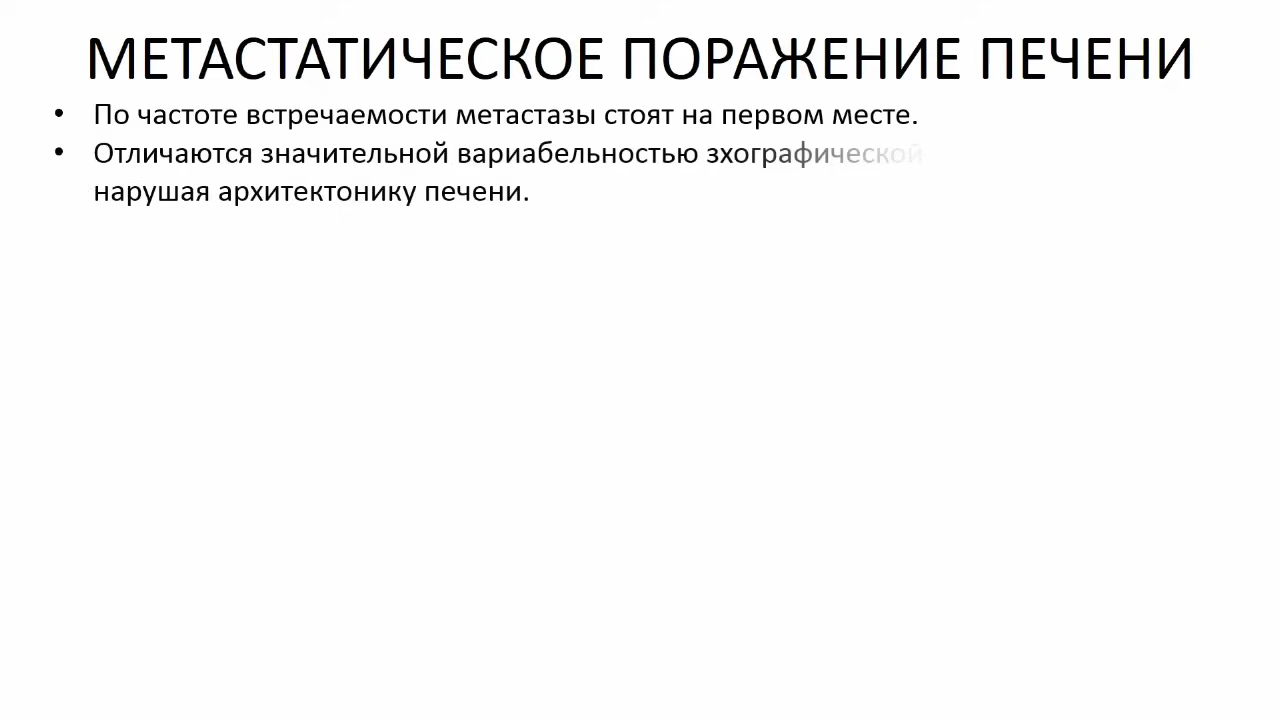 МЕТАСТАТИЧЕСКОЕ ПОРАЖЕНИЕ ПЕЧЕНИ
• По частоте встречаемости метастазы стоят на первом месте.
• Отличаются значительной вариабельностью зхографической
нарушая архитектонику печени.